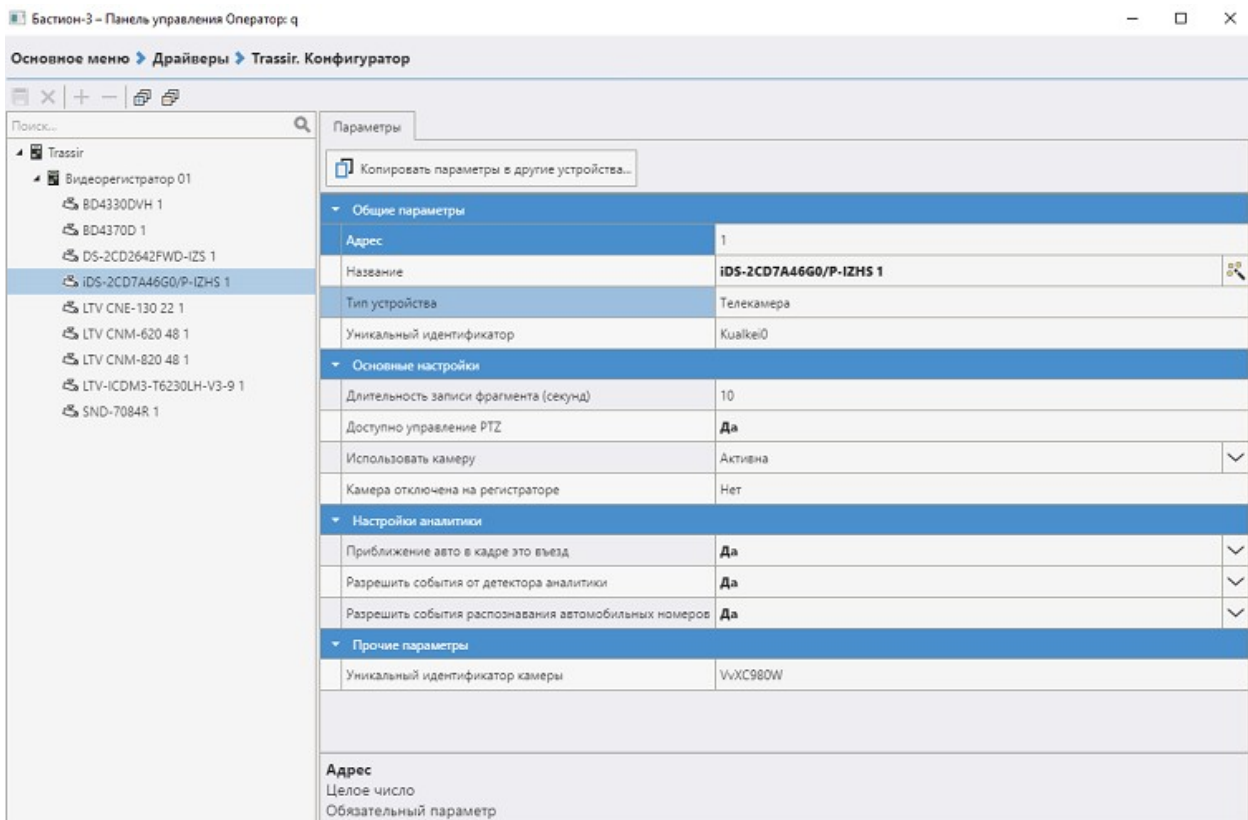 Бастион-3 – Панель управления Оператор: q
Основное меню Драйверы Trassir. Конфигуратор
Поиск...
Trassir
Видеорегистратор 01
BD4330DVH 1
BD4370D 1
DS-2CD2642FWD-IZS 1
iDS-2CD7A46G0/P-IZHS 1
LTV CNE-130 22 1
LTV CNM-620 48 1
LTV CNM-820 48 1
LTV-ICDM3-T6230LH-V3-9 1
SND-7084R 1
Параметры
Копировать параметры в другие устройства...
Общие параметры
Адрес 1
Название iDS-2CD7A46G0/P-IZHS 1
Тип устройства Телекамера
Уникальный идентификатор Kualkei0
Основные настройки
Длительность записи фрагмента (секунд) 10
Доступно управление PTZ Да
Использовать камеру Активна
Камера отключена на регистраторе Нет
Настройки аналитики
Приближение авто в кадре это въезд Да
Разрешить события от детектора аналитики Да
Разрешить события распознавания автомобильных номеров Да
Прочие параметры
Уникальный идентификатор камеры VvXC980W
Адрес
Целое число
Обязательный параметр